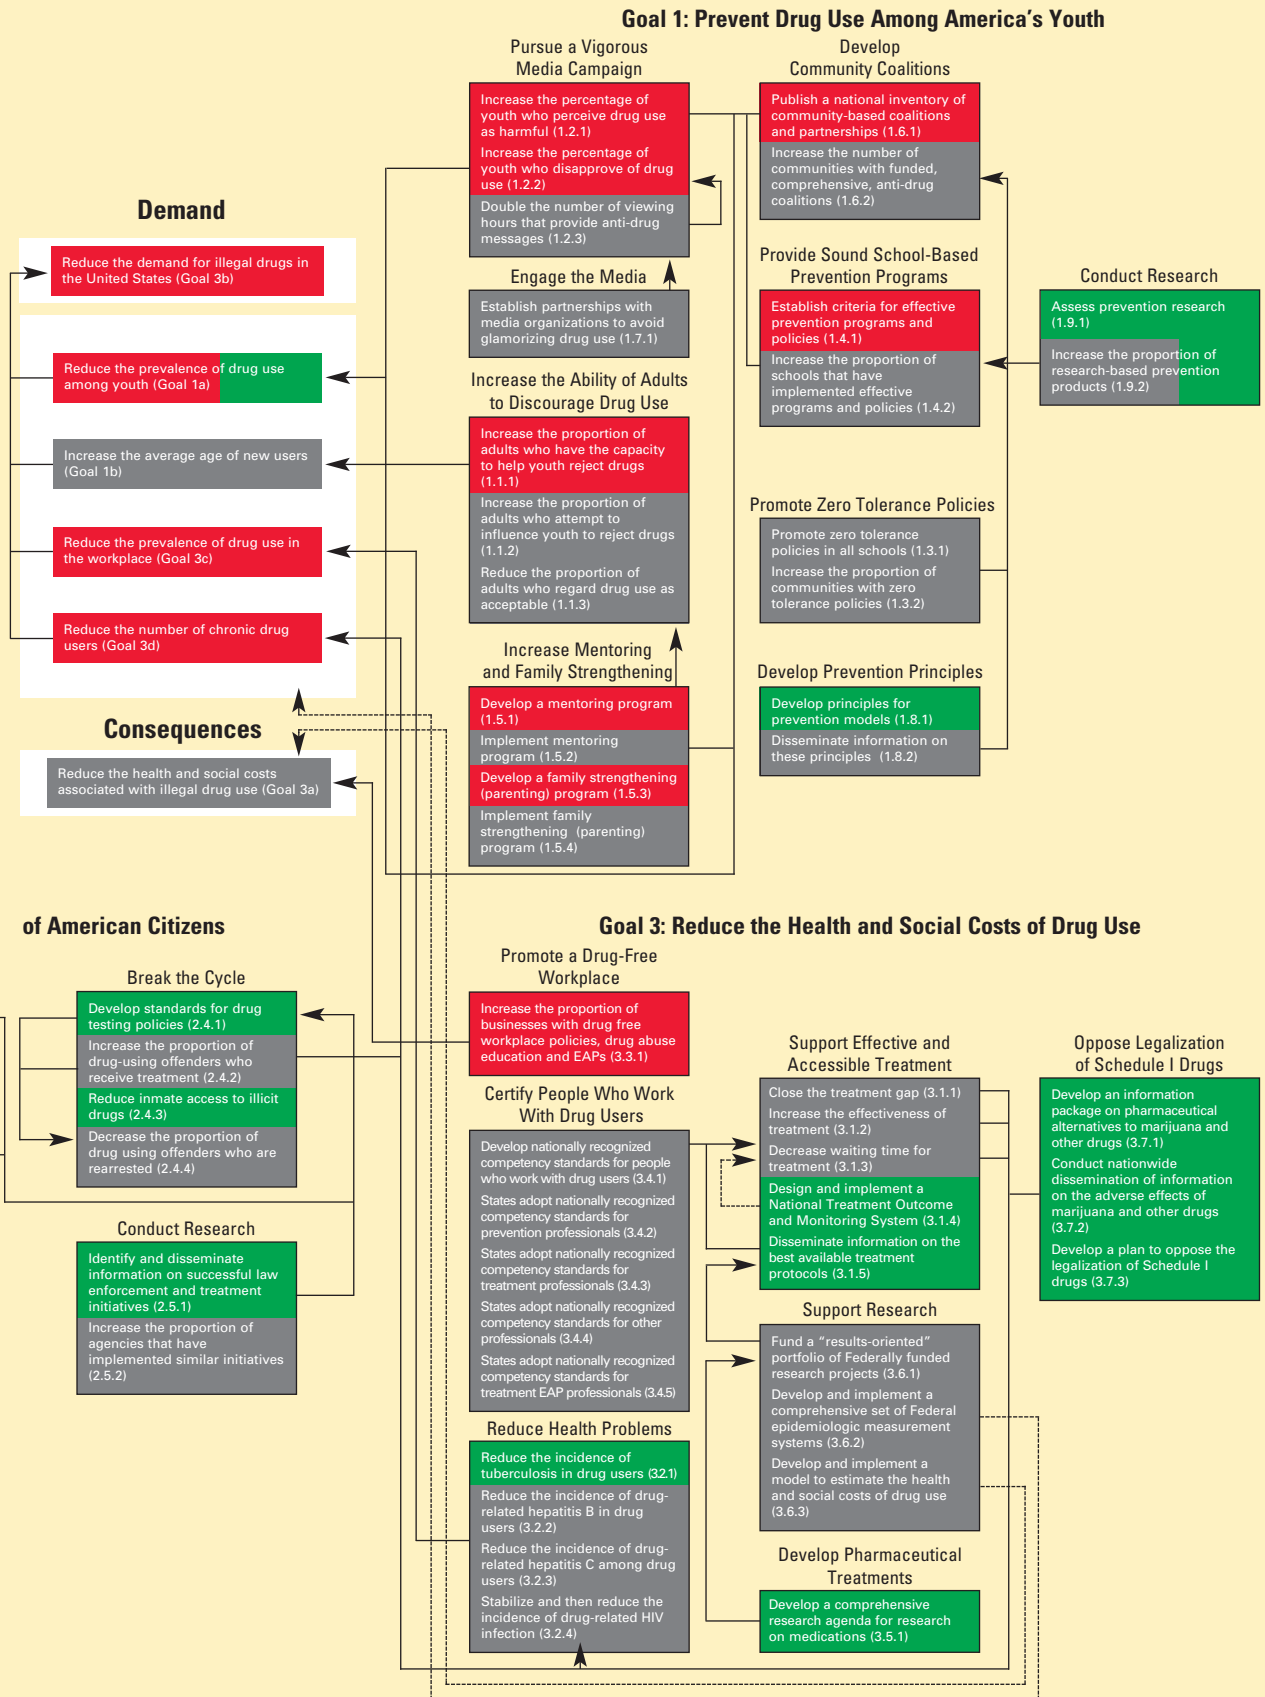 Goal 1: Prevent Drug Use Among America’s Youth
Pursue a Vigorous
Media Campaign
Increase the percentage of
youth who perceive drug use
as harmful (1.2.1)
Increase the percentage of
youth who disapprove of drug
use (1.2.2)
Double the number of viewing
hours that provide anti-drug
messages (1.2.3)
Develop
Community Coalitions
Publish a national inventory of
community-based coalitions
and partnerships (1.6.1)
Increase the number of
communities with funded,
comprehensive, anti-drug
coalitions (1.6.2)
Demand
Reduce the demand for illegal drugs in
the United States (Goal 3b)
Reduce the prevalence of drug use
among youth (Goal 1a)
Increase the average age of new users
(Goal 1b)
Reduce the prevalence of drug use in
the workplace (Goal 3c)
Reduce the number of chronic drug
users (Goal 3d)
Engage the Media
Establish partnerships with
media organizations to avoid
glamorizing drug use (1.7.1)
Provide Sound School-Based
Prevention Programs
Establish criteria for effective
prevention programs and
policies (1.4.1)
Increase the proportion of
schools that have
implemented effective
programs and policies (1.4.2)
Conduct Research
Assess prevention research
(1.9.1)
Increase the proportion of
research-based prevention
products (1.9.2)
Increase the Ability of Adults
to Discourage Drug Use
Increase the proportion of
adults who have the capacity
to help youth reject drugs
(1.1.1)
Increase the proportion of
adults who attempt to
influence youth to reject drugs
(1.1.2)
Reduce the proportion of
adults who regard drug use as
acceptable (1.1.3)
Promote Zero Tolerance Policies
Promote zero tolerance
policies in all schools (1.3.1)
Increase the proportion of
communities with zero
tolerance policies (1.3.2)
Increase Mentoring
and Family Strengthening
Develop a mentoring program
(1.5.1)
Implement mentoring
program (1.5.2)
Develop a family strengthening
(parenting) program (1.5.3)
Implement family
strengthening (parenting)
program (1.5.4)
Develop Prevention Principles
Develop principles for
prevention models (1.8.1)
Disseminate information on
these principles (1.8.2)
Consequences
Reduce the health and social costs
associated with illegal drug use (Goal 3a)
of American Citizens
Break the Cycle
Develop standards for drug
testing policies (2.4.1)
Increase the proportion of
drug-using offenders who
receive treatment (2.4.2)
Reduce inmate access to illicit
drugs (2.4.3)
Decrease the proportion of
drug using offenders who are
rearrested (2.4.4)
Conduct Research
Identify and disseminate
information on successful law
enforcement and treatment
initiatives (2.5.1)
Increase the proportion of
agencies that have
implemented similar initiatives
(2.5.2)
Goal 3: Reduce the Health and Social Costs of Drug Use
Promote a Drug-Free
Workplace
Increase the proportion of
businesses with drug free
workplace policies, drug abuse
education and EAPs (3.3.1)
Certify People Who Work
With Drug Users
Develop nationally recognized
competency standards for people
who work with drug users (3.4.1)
States adopt nationally recognized
competency standards for
prevention professionals (3.4.2)
States adopt nationally recognized
competency standards for
treatment professionals (3.4.3)
States adopt nationally recognized
competency standards for other
professionals (3.4.4)
States adopt nationally recognized
competency standards for
treatment EAP professionals (3.4.5)
Reduce Health Problems
Reduce the incidence of
tuberculosis in drug users (3.2.1)
Reduce the incidence of drug-
related hepatitis B in drug
users (3.2.2)
Reduce the incidence of drug-
related hepatitis C among drug
users (3.2.3)
Stabilize and then reduce the
incidence of drug-related HIV
infection (3.2.4)
Support Effective and
Accessible Treatment
Close the treatment gap (3.1.1)
Increase the effectiveness of
treatment (3.1.2)
Decrease waiting time for
treatment (3.1.3)
Design and implement a
National Treatment Outcome
and Monitoring System (3.1.4)
Disseminate information on the
best available treatment
protocols (3.1.5)
Support Research
Fund a “results-oriented”
portfolio of Federally funded
research projects (3.6.1)
Develop and implement a
comprehensive set of Federal
epidemiologic measurement
systems (3.6.2)
Develop and implement a
model to estimate the health
and social costs of drug use
(3.6.3)
Develop Pharmaceutical
Treatments
Develop a comprehensive
research agenda for research
on medications (3.5.1)
Oppose Legalization
of Schedule I Drugs
Develop an information
package on pharmaceutical
alternatives to marijuana and
other drugs (3.7.1)
Conduct nationwide
dissemination of information
on the adverse effects of
marijuana and other drugs
(3.7.2)
Develop a plan to oppose the
legalization of Schedule I
drugs (3.7.3)